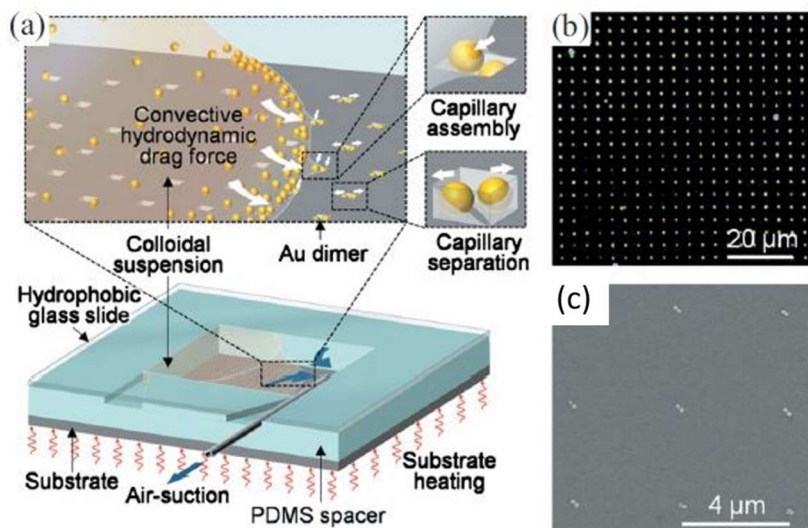 (a)
Convective
hydrodynamic
drag force
Capillary
assembly
Capillary
separation
Colloidal
suspension
Au dimer
Hydrophobic
glass slide
Substrate
Air-suction
PDMS spacer
Substrate
heating
(b)
20 µm
(c)
4 µm